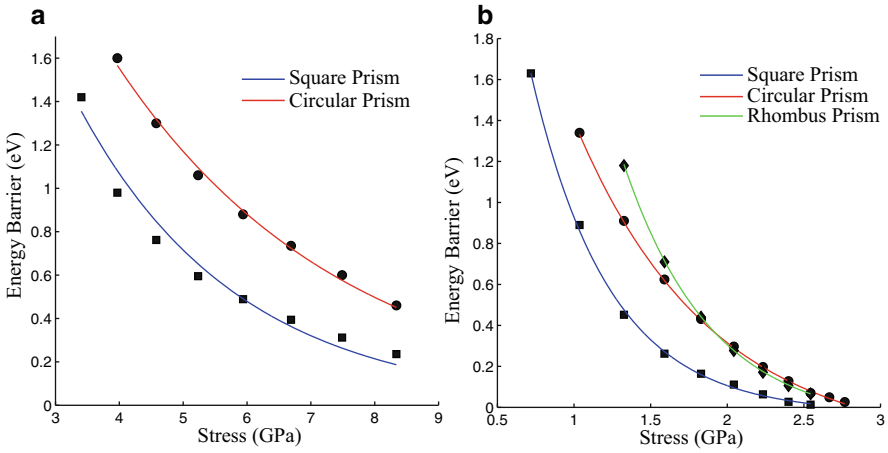 a
1.6
1.4
1.2
1
0.8
0.6
0.4
0.2
0
3
4
5
6
7
8
9
Energy Barrier (eV)
Stress (GPa)
Square Prism
Circular Prism
b
1.8
1.6
1.4
1.2
1
0.8
0.6
0.4
0.2
0
0.5
1
1.5
2
2.5
3
Energy Barrier (eV)
Stress (GPa)
Square Prism
Circular Prism
Rhombus Prism